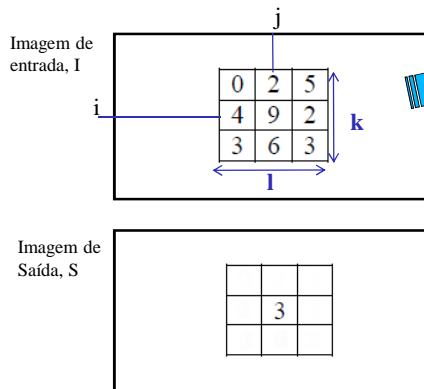 j
Imagem de
entrada, I
0 2 5
i
4 9 2
k
3 6 3
l
Imagem de
Saída, S
3